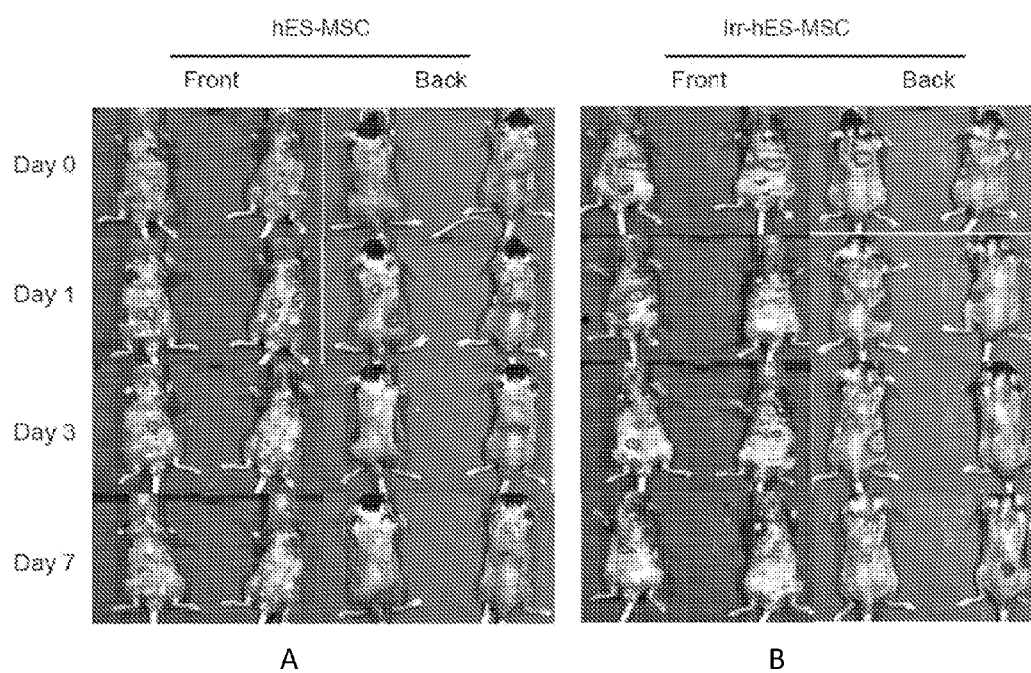 hES-MSC
Irr-hES-MSC
Front Back Front Back
Day 0
Day 1
Day 3
Day 7
A B